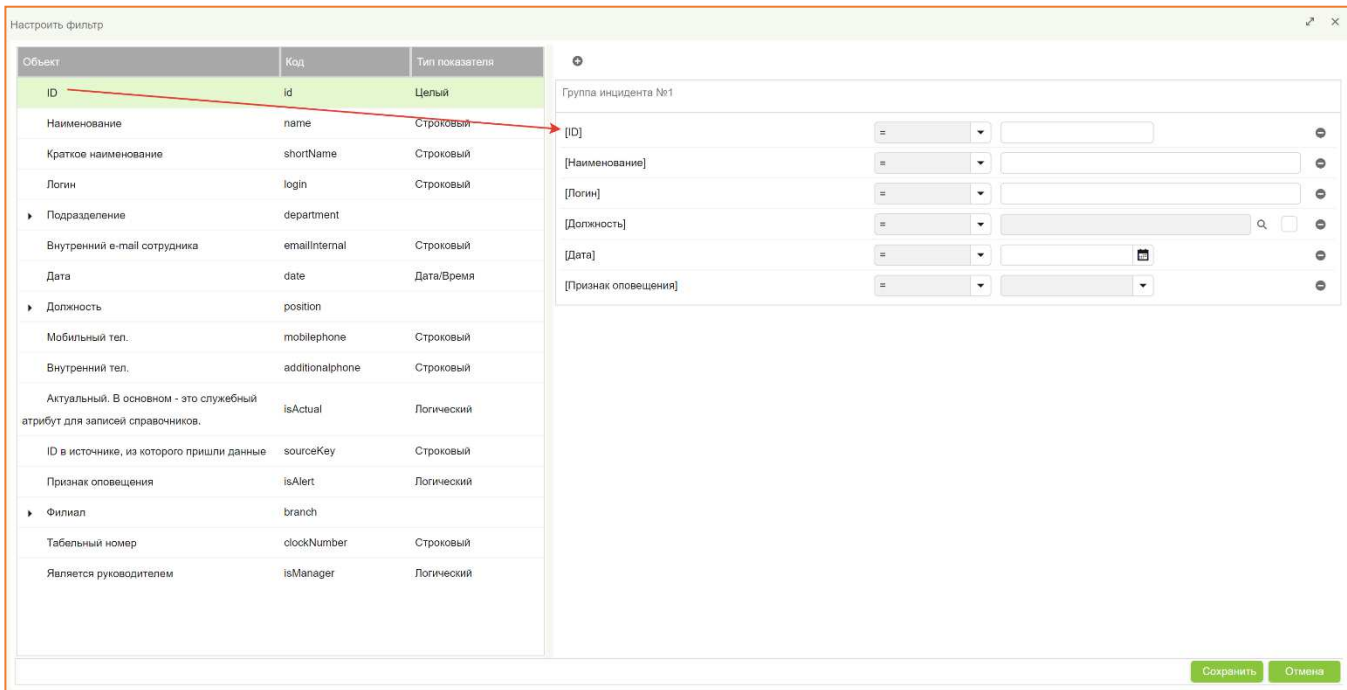 Настроить фильтр
Объект Код Тип показателя
ID id Целый
Наименование name Строковый
Краткое наименование shortName Строковый
Логин login Строковый
Подразделение department
Внутренний e-mail сотрудника emailInternal Строковый
Дата date Дата/Время
Должность position
Мобильный тел. mobilephone Строковый
Внутренний тел. additionalphone Строковый
Актуальный. В основном - это служебный
атрибут для записей справочников. isActual Логический
ID в источнике, из которого пришли данные sourceKey Строковый
Признак оповещения isAlert Логический
Филиал branch
Табельный номер clockNumber Строковый
Является руководителем isManager Логический
Группа инцидента №1
[ID] =
[Наименование] =
[Логин] =
[Должность] =
[Дата] =
[Признак оповещения] =
Сохранить Отмена